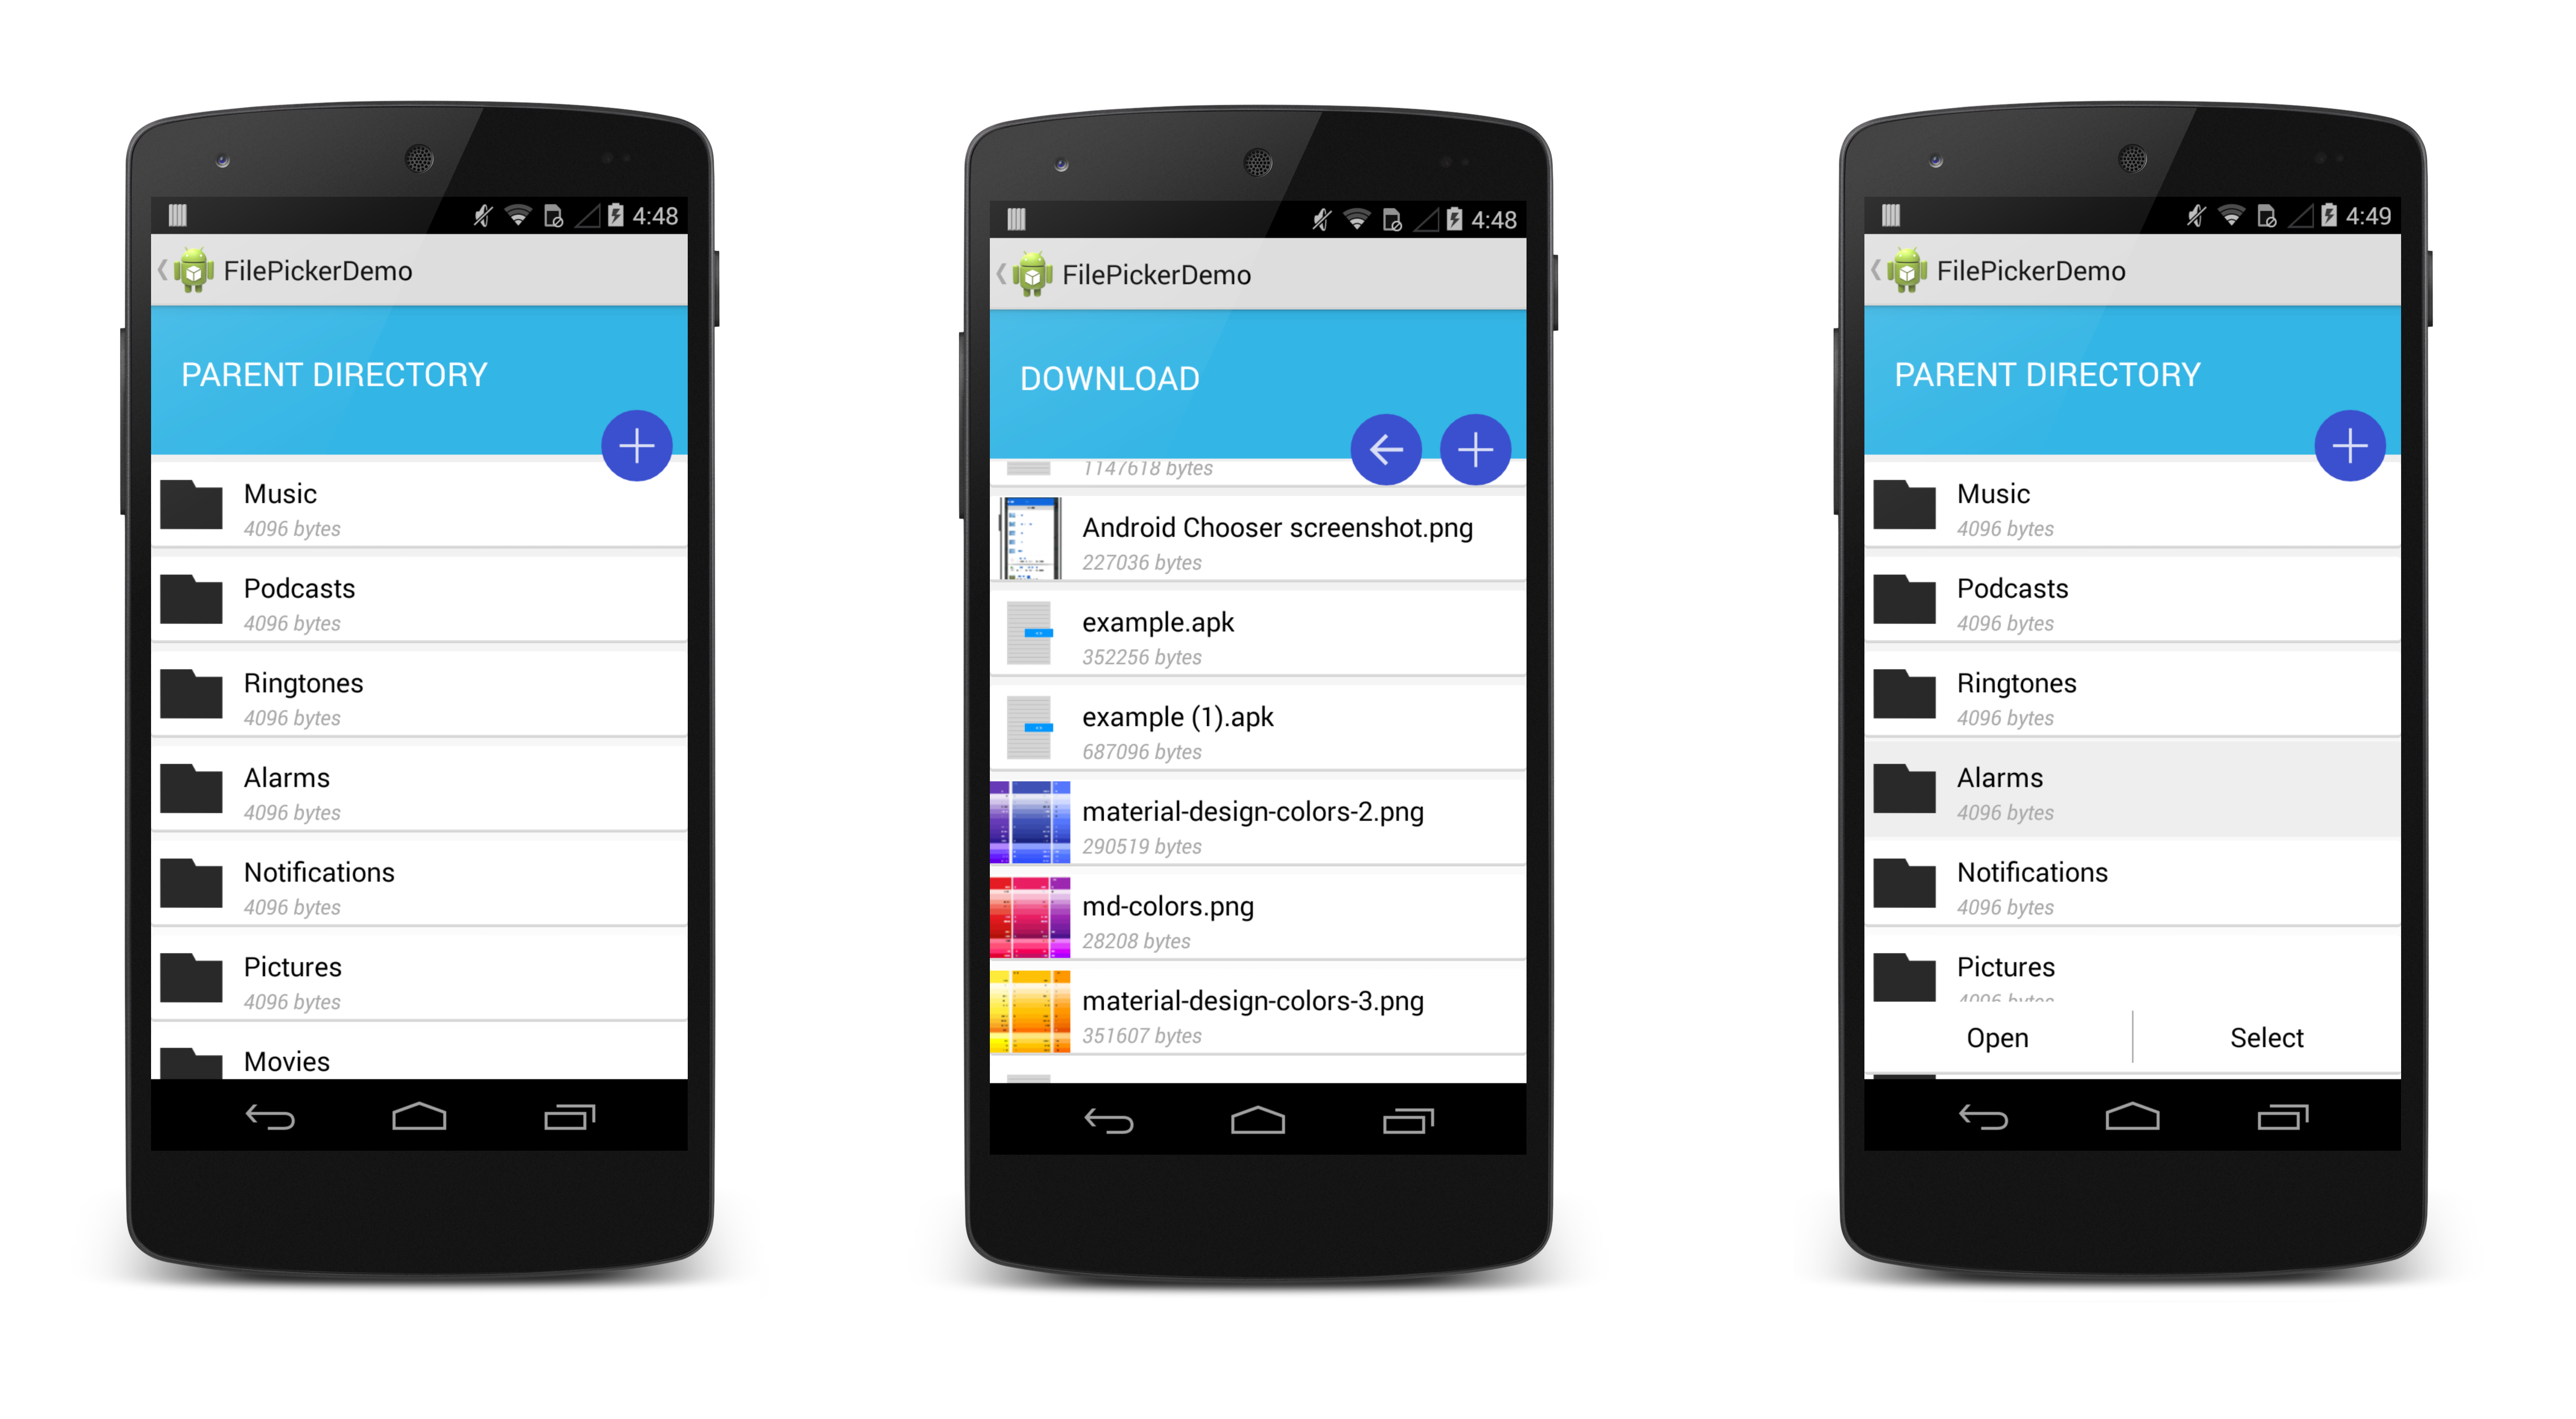 4:48
FilePickerDemo
PARENT DIRECTORY
Music
4096 bytes
Podcasts
4096 bytes
Ringtones
4096 bytes
Alarms
4096 bytes
Notifications
4096 bytes
Pictures
4096 bytes
Movies
4:48
FilePickerDemo
DOWNLOAD
1147618 bytes
Android Chooser screenshot.png
227036 bytes
example.apk
352256 bytes
example (1).apk
687096 bytes
material-design-colors-2.png
290519 bytes
md-colors.png
28208 bytes
material-design-colors-3.png
351607 bytes
4:49
FilePickerDemo
PARENT DIRECTORY
Music
4096 bytes
Podcasts
4096 bytes
Ringtones
4096 bytes
Alarms
4096 bytes
Notifications
4096 bytes
Pictures
4096 bytes
Open
Select